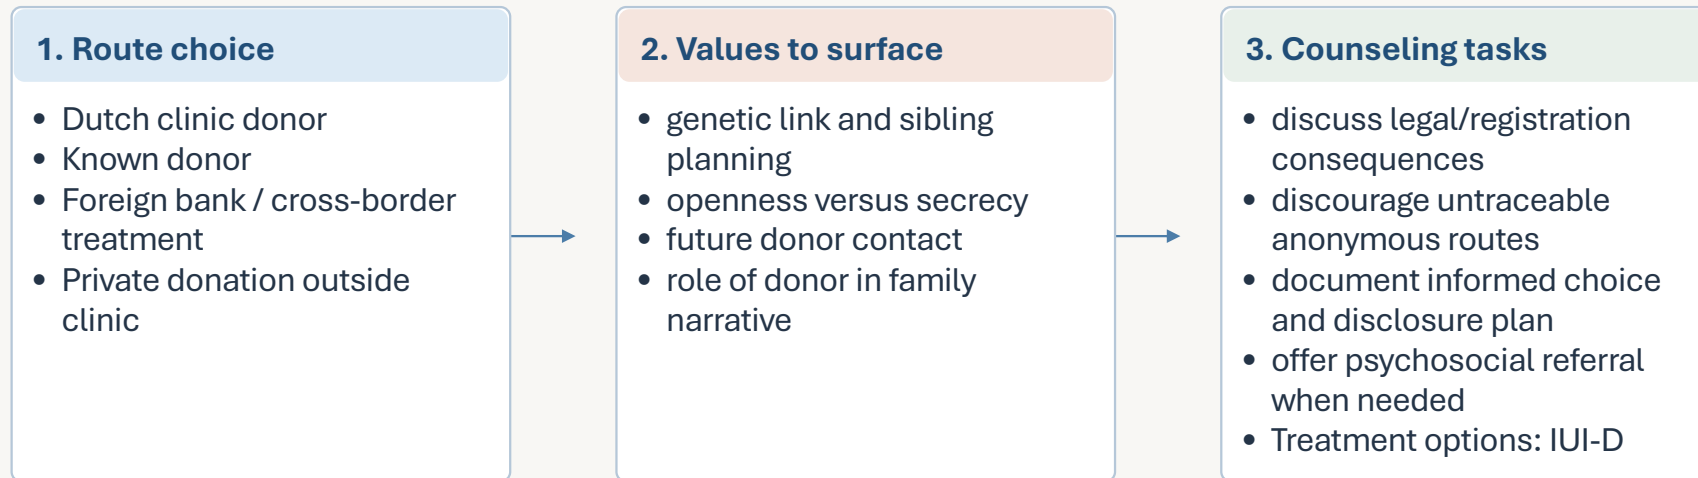 1. Route choice
• Dutch clinic donor
• Known donor
• Foreign bank / cross-border
treatment
• Private donation outside
clinic
2. Values to surface
• genetic link and sibling
planning
• openness versus secrecy
• future donor contact
• role of donor in family
narrative
3. Counseling tasks
• discuss legal/registration
consequences
• discourage untraceable
anonymous routes
• document informed choice
and disclosure plan
• offer psychosocial referral
when needed
• Treatment options: IUI-D